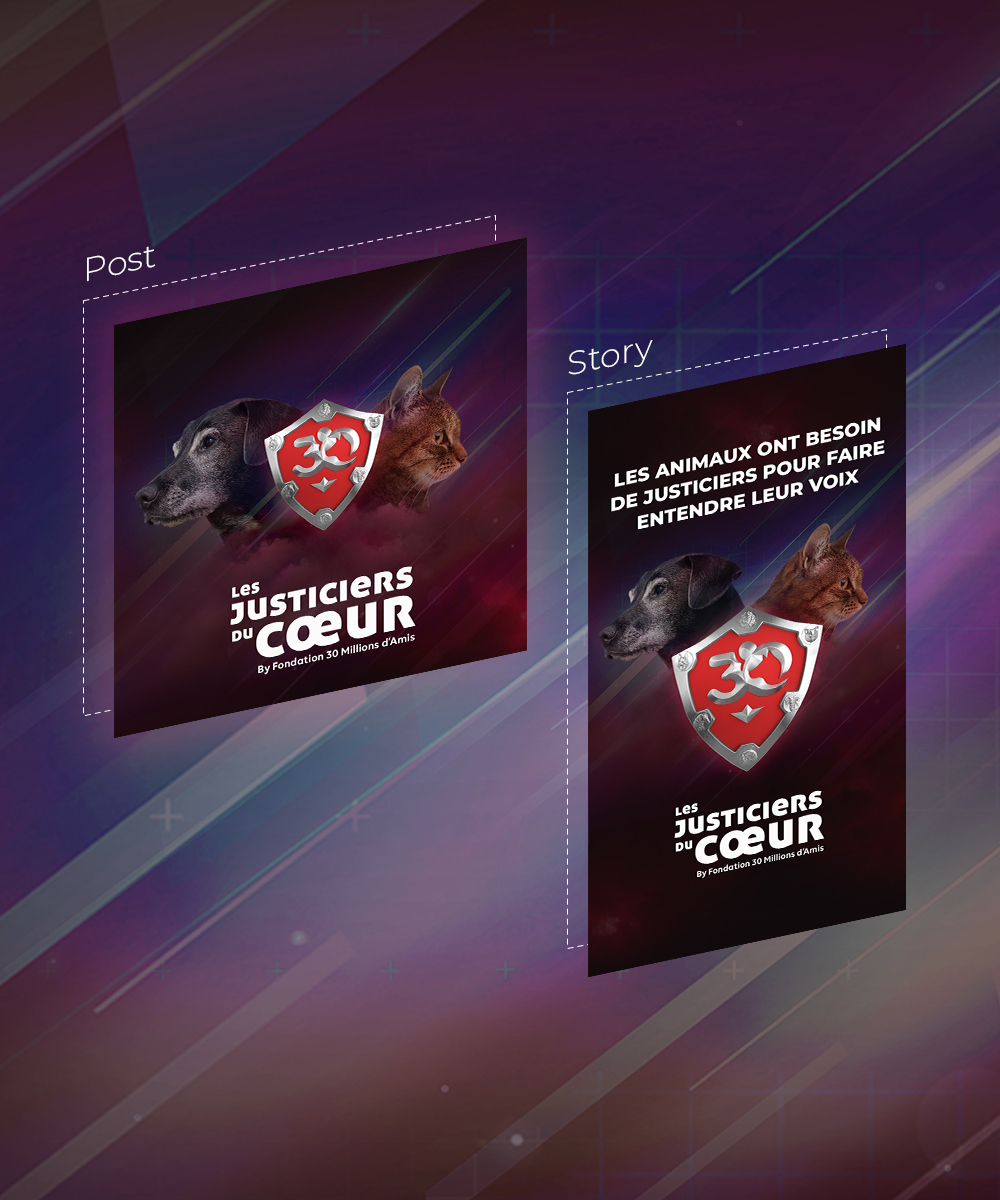 Post
30
Les
JUSTICIERS
DU CŒUR
By Fondation 30 Millions d'Amis
Story
LES ANIMAUX ONT BESOIN
DE JUSTICIERS POUR FAIRE
ENTENDRE LEUR VOIX
30
Les
JUSTICIERS
DU CŒUR
By Fondation 30 Millions d'Amis